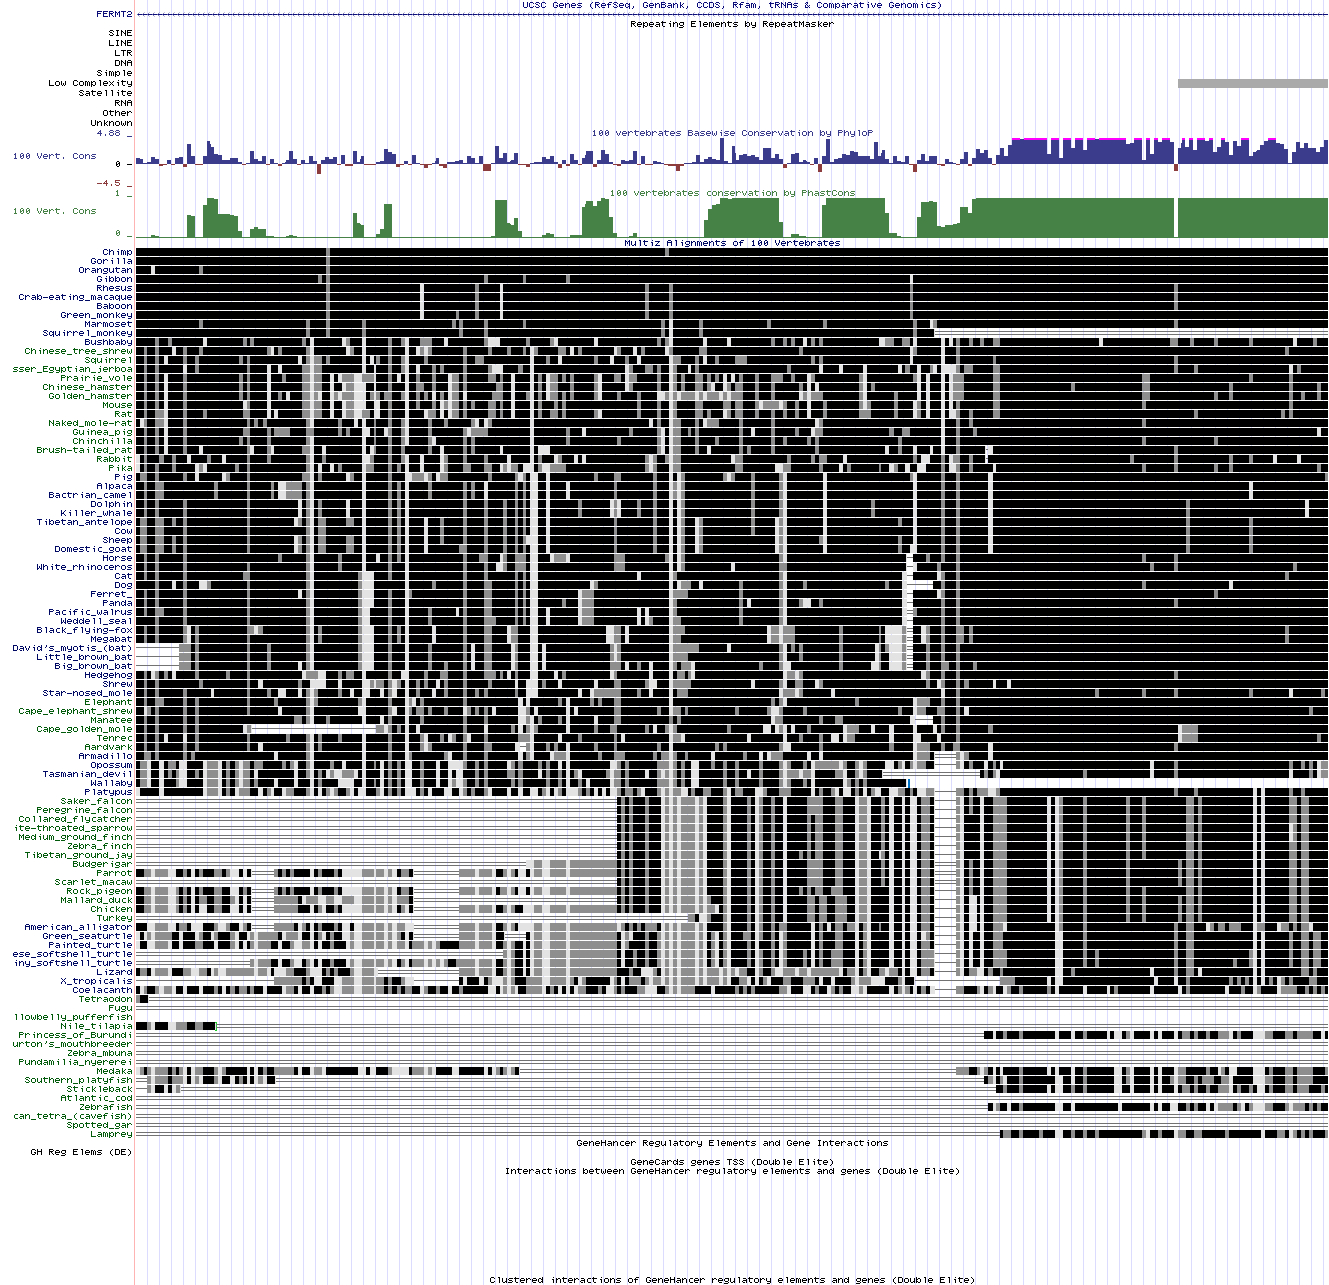 UCSC Genes (RefSeq, GenBank, CCDS, Rfam, tRNAs & Comparative Genomics)
FERMT2
Repeating Elements by RepeatMasker
SINE
LINE
LTR
DNA
Simple
Low Complexity
Satellite
RNA
Other
Unknown
4.88 _
100 vertebrates Basewise Conservation by PhyloP
100 Vert. Cons
0 _
-4.5 _
1 _
100 vertebrates conservation by PhastCons
100 Vert. Cons
0 _
Multiz Alignments of 100 Vertebrates
Chimp
Gorilla
Orangutan
Gibbon
Rhesus
Crab-eating_macaque
Baboon
Green_monkey
Marmoset
Squirrel_monkey
Bushbaby
Chinese_tree_shrew
Squirrel
sser_Egyptian_jerboa
Prairie_vole
Chinese_hamster
Golden_hamster
Mouse
Rat
Naked_mole-rat
Guinea_pig
Chinchilla
Brush-tailed_rat
Rabbit
Pika
Pig
Alpaca
Bactrian_camel
Dolphin
Killer_whale
Tibetan_antelope
Cow
Sheep
Domestic_goat
Horse
White_rhinoceros
Cat
Dog
Ferret_
Panda
Pacific_walrus
Weddell_seal
Black_flying-fox
Megabat
David's_myotis_(bat)
Little_brown_bat
Big_brown_bat
Hedgehog
Shrew
Star-nosed_mole
Elephant
Cape_elephant_shrew
Manatee
Cape_golden_mole
Tenrec
Aardvark
Armadillo
Opossum
Tasmanian_devil
Wallaby
Platypus
Saker_falcon
Peregrine_falcon
Collared_flycatcher
ite-throated_sparrow
Medium_ground_finch
Zebra_finch
Tibetan_ground_jay
Budgerigar
Parrot
Scarlet_macaw
Rock_pigeon
Mallard_duck
Chicken
Turkey
American_alligator
Green_seaturtle
Painted_turtle
ese_softshell_turtle
iny_softshell_turtle
Lizard
X_tropicalis
Coelacanth
Tetraodon
Fugu
llowbelly_pufferfish
Nile_tilapia
Princess_of_Burundi
urton's_mouthbreeder
Zebra_mbuna
Pundamilia_nyererei
Medaka
Southern_platyfish
Stickleback
Atlantic_cod
Zebrafish
can_tetra_(cavefish)
Spotted_gar
Lamprey
GeneHancer Regulatory Elements and Gene Interactions
GH Reg Elems (DE)
GeneCards genes TSS (Double Elite)
Interactions between GeneHancer regulatory elements and genes (Double Elite)
Clustered interactions of GeneHancer regulatory elements and genes (Double Elite)